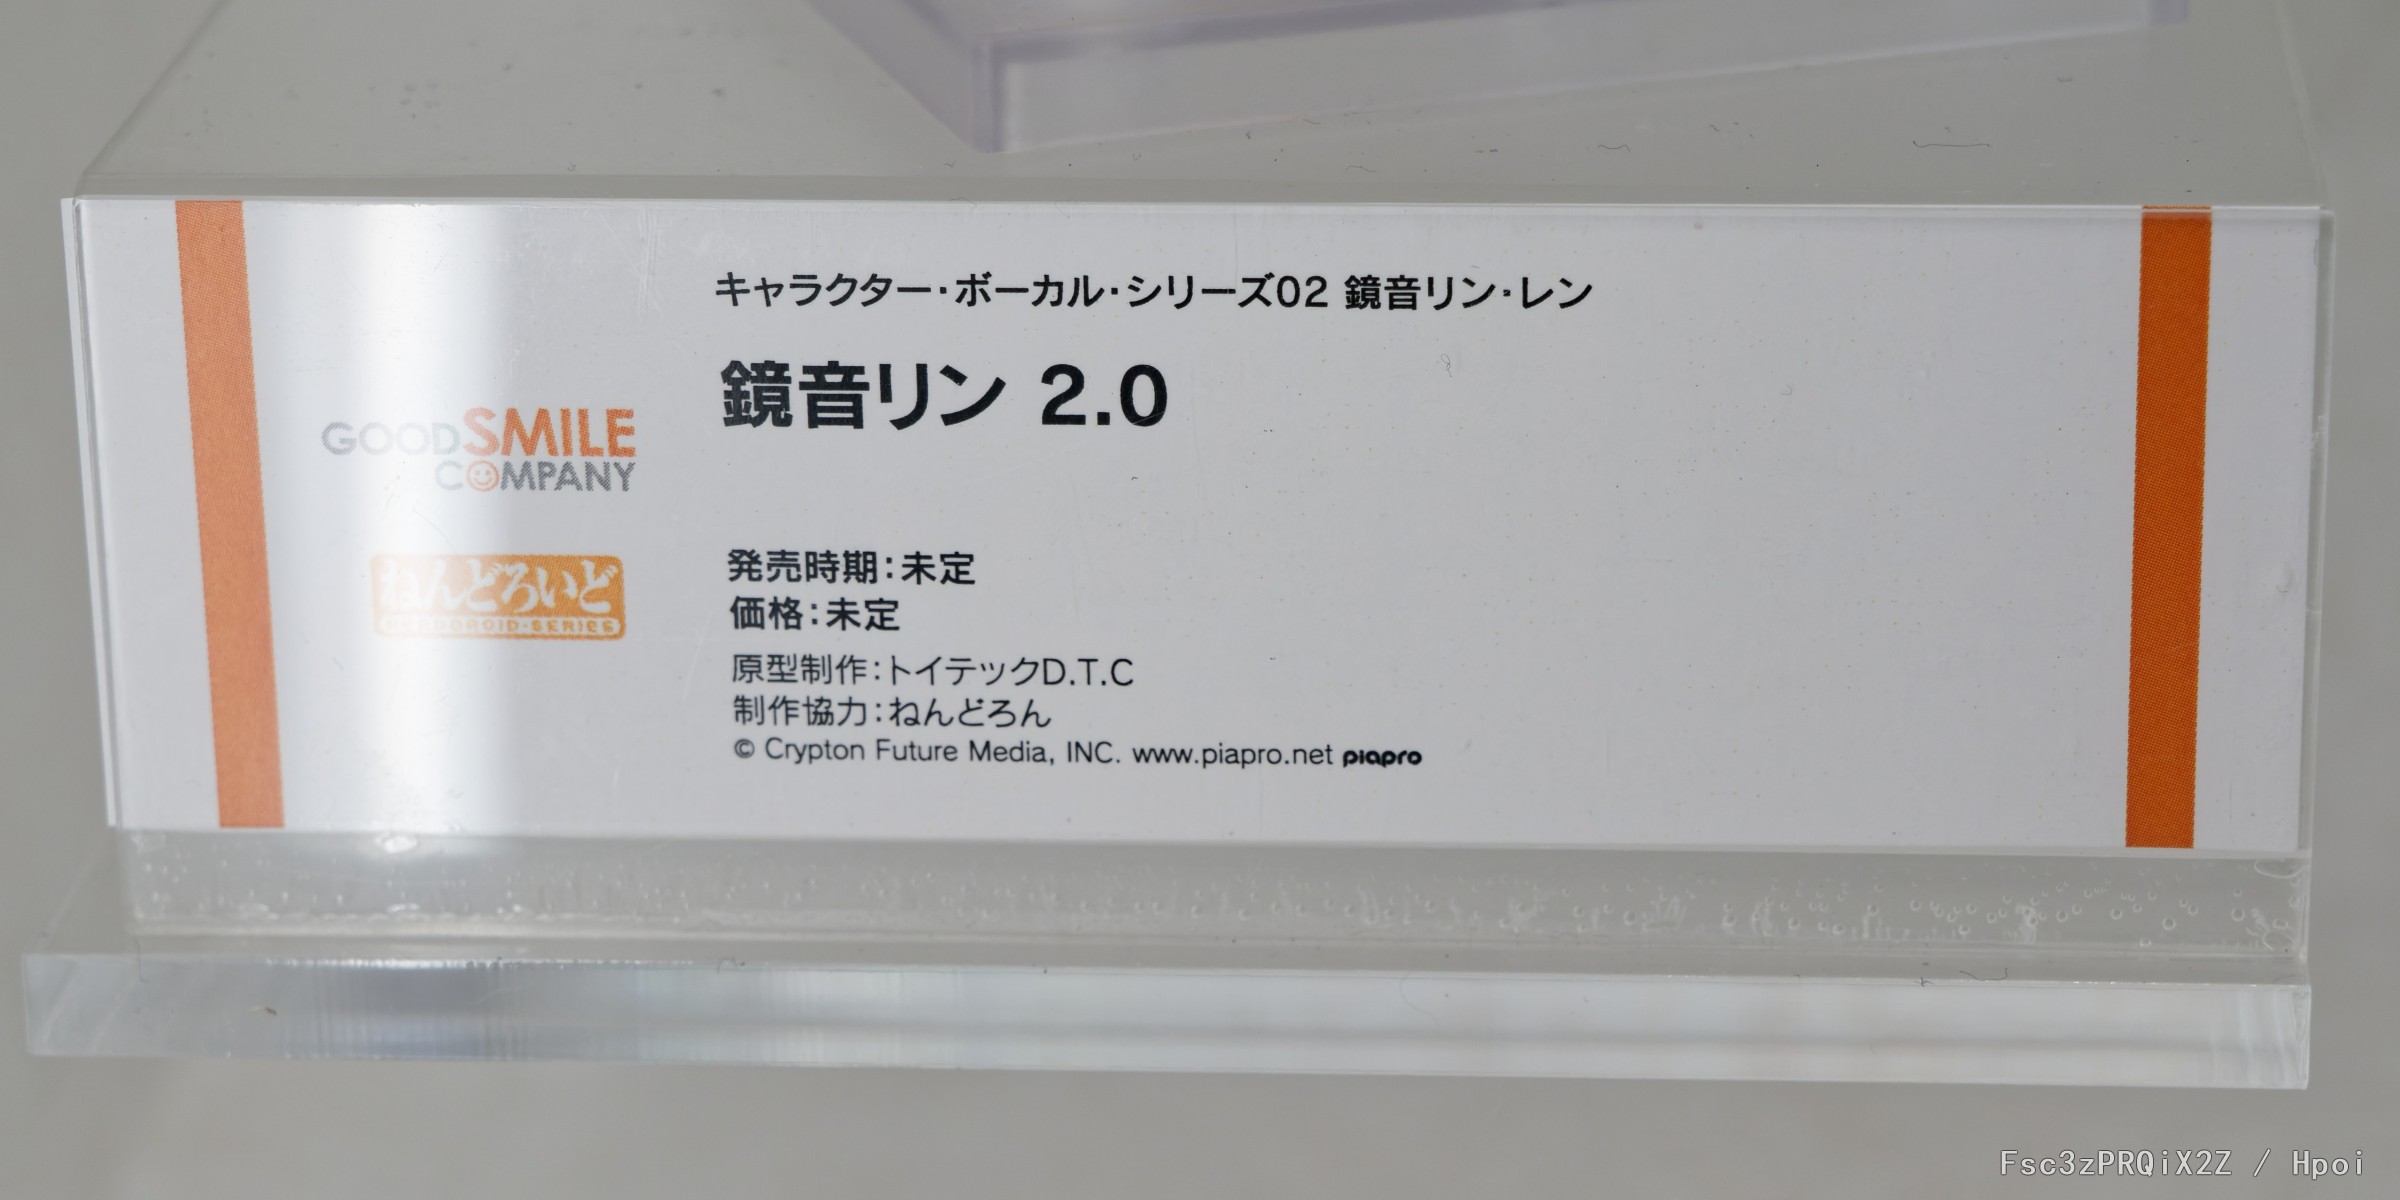 キャラクター・ボーカル・シリーズ02 鏡音リン・レン
鏡音リン 2.0
GOODSMILE
COMPANY
ねんどろいど
NENDOROID-SERIES
発売時期:未定
価格:未定
原型制作:トイテックD.T.C
制作協力:ねんどろん
© Crypton Future Media, INC. www.piapro.net piapro
Fsc3zPRQiX2Z / Hpoi